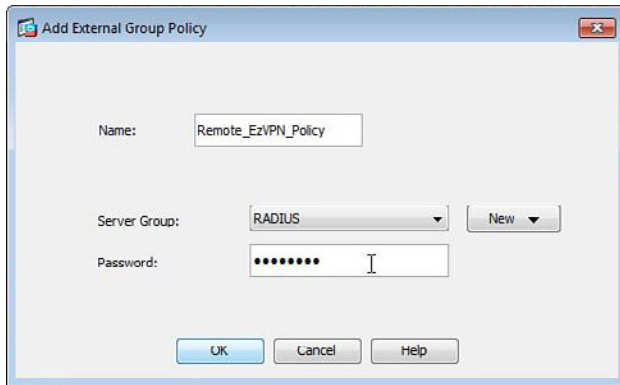 Add External Group Policy
Name: Remote_EzVPN_Policy
Server Group: RADIUS New
Password: ••••••••
OK Cancel Help